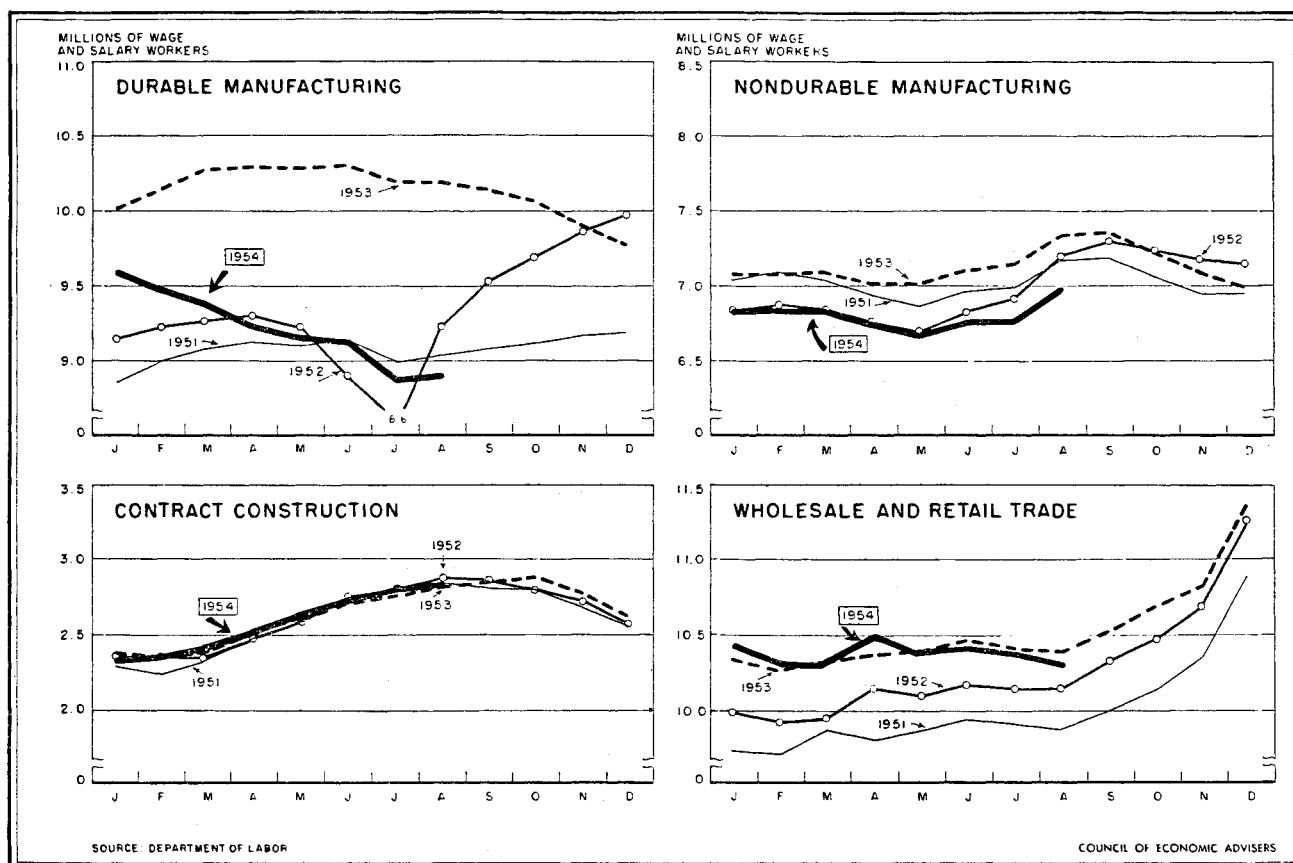 MILLIONS OF WAGE
AND SALARY WORKERS
11.0
DURABLE MANUFACTURING
10.5
10.0
9.5
9.0
0
1953
1954
1951
1952
8.6
J F M A M J J A S O N D
MILLIONS OF WAGE
AND SALARY WORKERS
8.5
NONDURABLE MANUFACTURING
8.0
7.5
7.0
6.5
0
1953
1952
1951
1954
J F M A M J J A S O N D
3.5
CONTRACT CONSTRUCTION
3.0
2.5
2.0
0
1952
1954
1953
1951
J F M A M J J A S O N D
11.5
WHOLESALE AND RETAIL TRADE
11.0
10.5
10.0
0
1954
1953
1952
1951
J F M A M J J A S O N D
SOURCE: DEPARTMENT OF LABOR
COUNCIL OF ECONOMIC ADVISERS